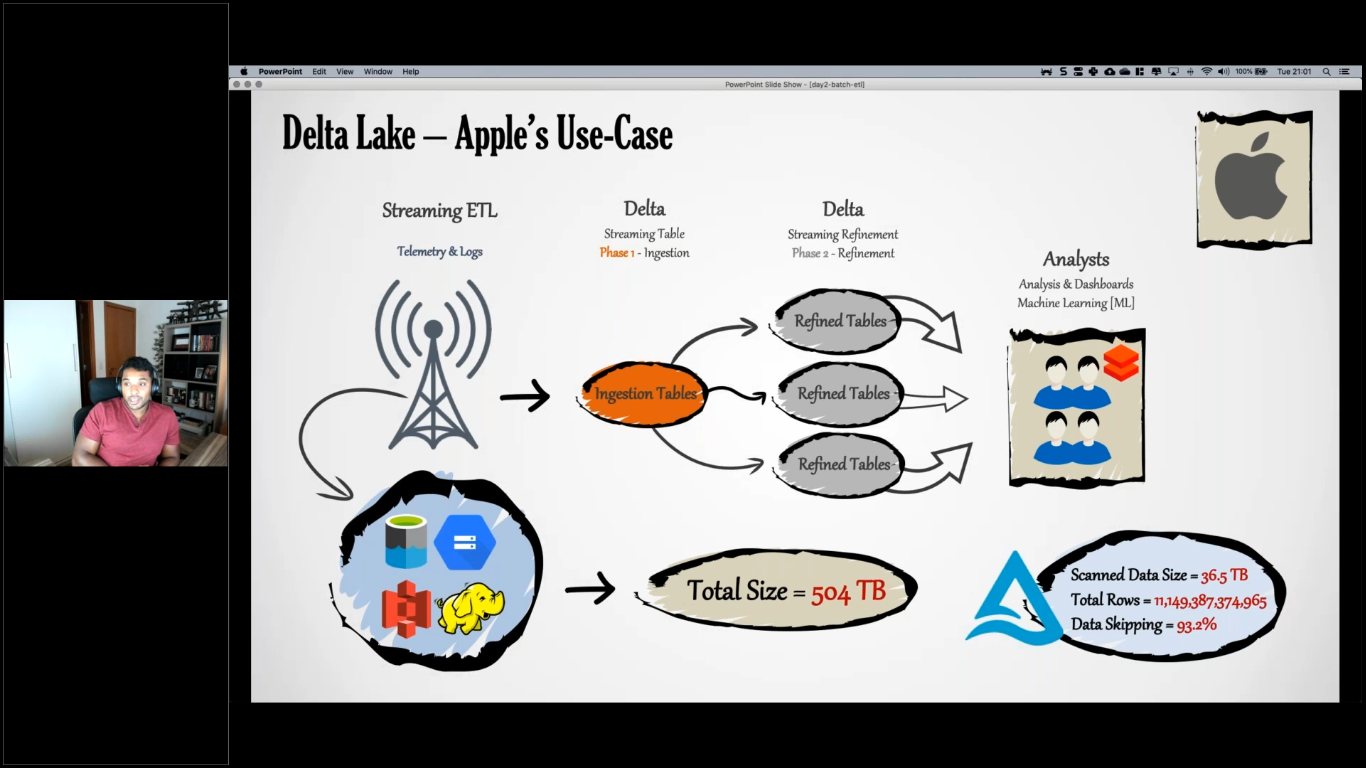 PowerPoint Edit View Window Help
100% Tue 21:01
PowerPoint Slide Show - [day2-batch-etl]
Delta Lake – Apple's Use-Case
Streaming ETL
Telemetry & Logs
Delta
Streaming Table
Phase 1 - Ingestion
Delta
Streaming Refinement
Phase 2 - Refinement
Analysts
Analysis & Dashboards
Machine Learning [ML]
Ingestion Tables
Refined Tables
Refined Tables
Refined Tables
Total Size = 504 TB
Scanned Data Size = 36.5 TB
Total Rows = 11,149,387,374,965
Data Skipping = 93.2%